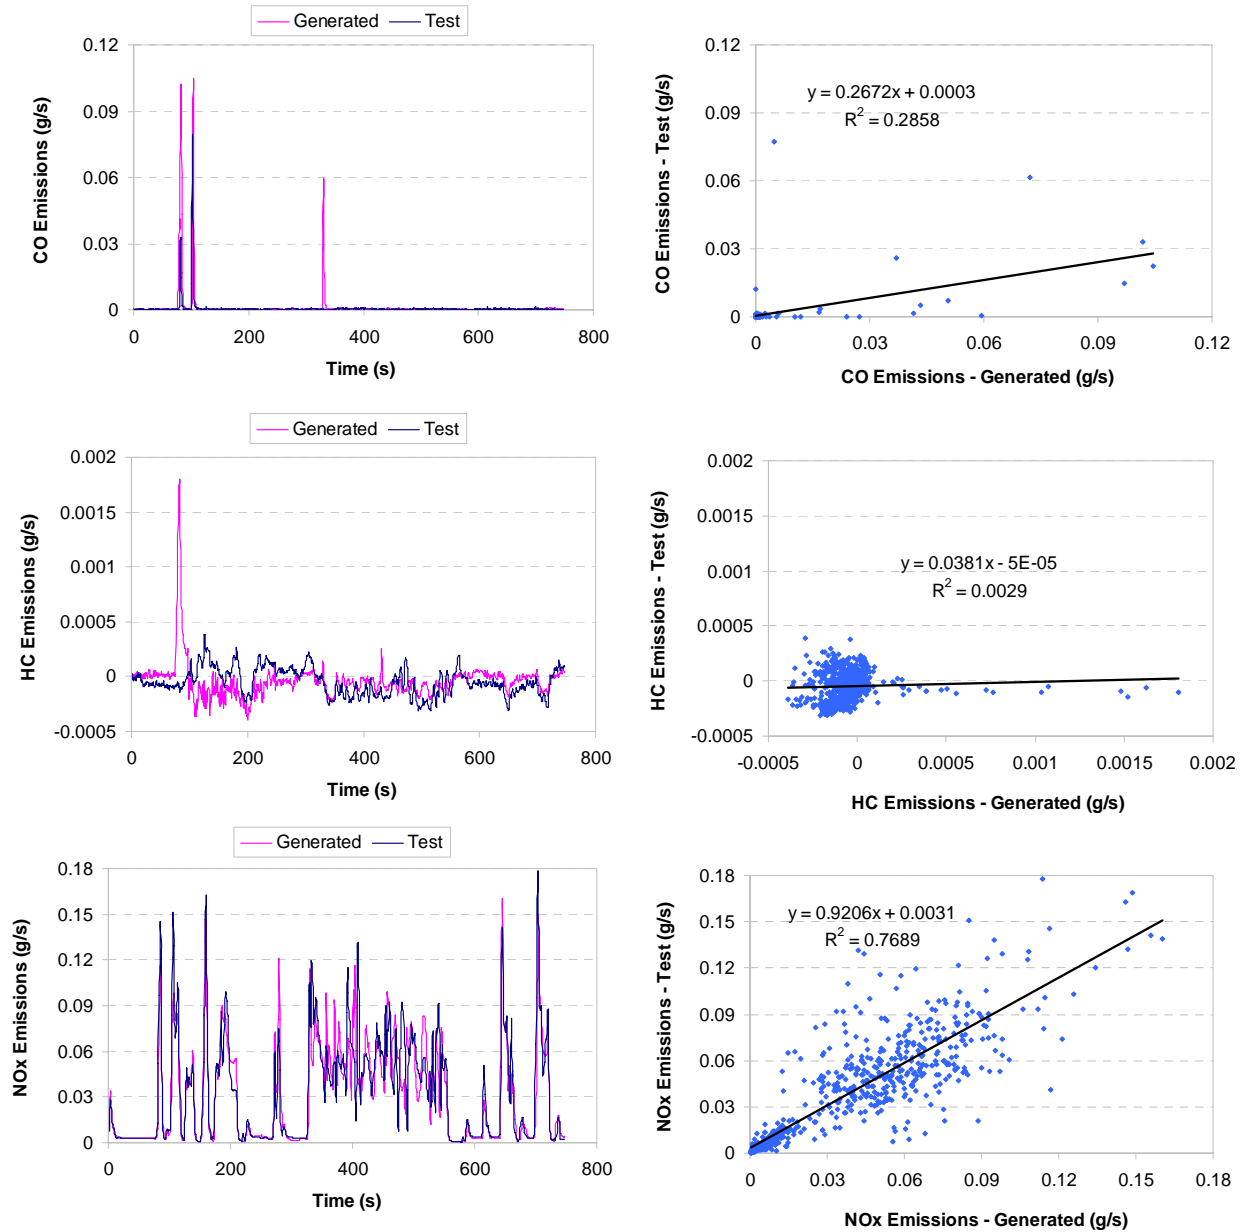 Generated Test
0.12
0.09
0.06
0.03
0
CO Emissions (g/s)
0 200 400 600 800
Time (s)
0.12
0.09
0.06
0.03
0
CO Emissions - Test (g/s)
y = 0.2672x + 0.0003
R² = 0.2858
0 0.03 0.06 0.09 0.12
CO Emissions - Generated (g/s)
Generated Test
0.002
0.0015
0.001
0.0005
0
-0.0005
HC Emissions (g/s)
0 200 400 600 800
Time (s)
0.002
0.0015
0.001
0.0005
0
-0.0005
HC Emissions - Test (g/s)
y = 0.0381x - 5E-05
R² = 0.0029
-0.0005 0 0.0005 0.001 0.0015 0.002
HC Emissions - Generated (g/s)
Generated Test
0.18
0.15
0.12
0.09
0.06
0.03
0
NOx Emissions (g/s)
0 200 400 600 800
Time (s)
0.18
0.15
0.12
0.09
0.06
0.03
0.00
NOx Emissions - Test (g/s)
y = 0.9206x + 0.0031
R² = 0.7689
0.00 0.03 0.06 0.09 0.12 0.15 0.18
NOx Emissions - Generated (g/s)